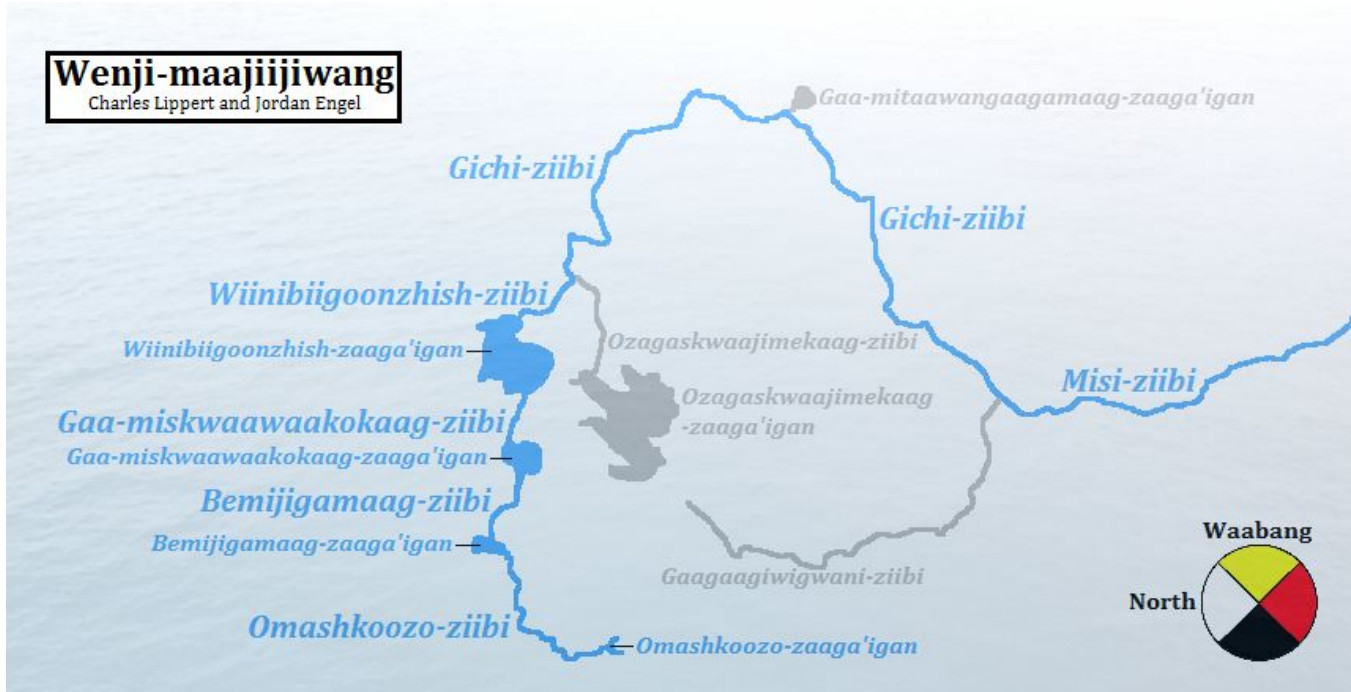 Wenji-maajiijiwang
Charles Lippert and Jordan Engel
Gaa-mitaawangaagamaag-zaaga'igan
Gichi-ziibi
Gichi-ziibi
Wiinibiigoonzhish-ziibi
Wiinibiigoonzhish-zaaga'igan
Ozagaskwaajimekaag-ziibi
Misi-ziibi
Ozagaskwaajimekaag
-zaaga'igan
Gaa-miskwaawaakokaag-ziibi
Gaa-miskwaawaakokaag-zaaga'igan
Bemijigamaag-ziibi
Bemijigamaag-zaaga'igan
Gaagaagiwigwani-ziibi
Omashkoozo-ziibi
Omashkoozo-zaaga'igan
Waabang
North